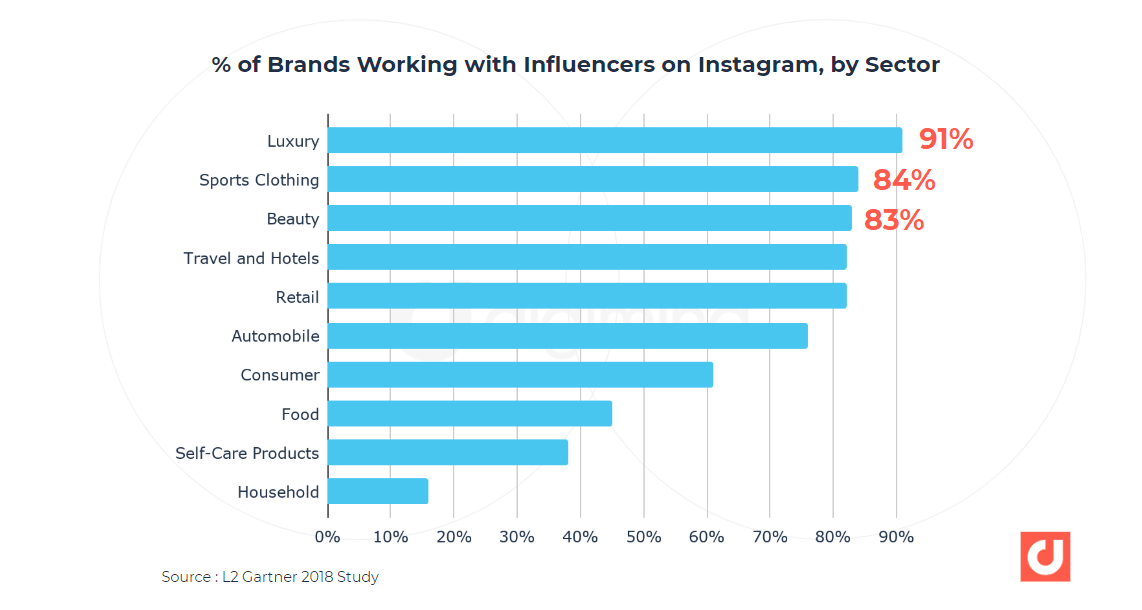 % of Brands Working with Influencers on Instagram, by Sector
Luxury
91%
Sports Clothing
84%
Beauty
83%
Travel and Hotels
Retail
Automobile
Consumer
Food
Self-Care Products
Household
0% 10% 20% 30% 40% 50% 60% 70% 80% 90%
Source : L2 Gartner 2018 Study